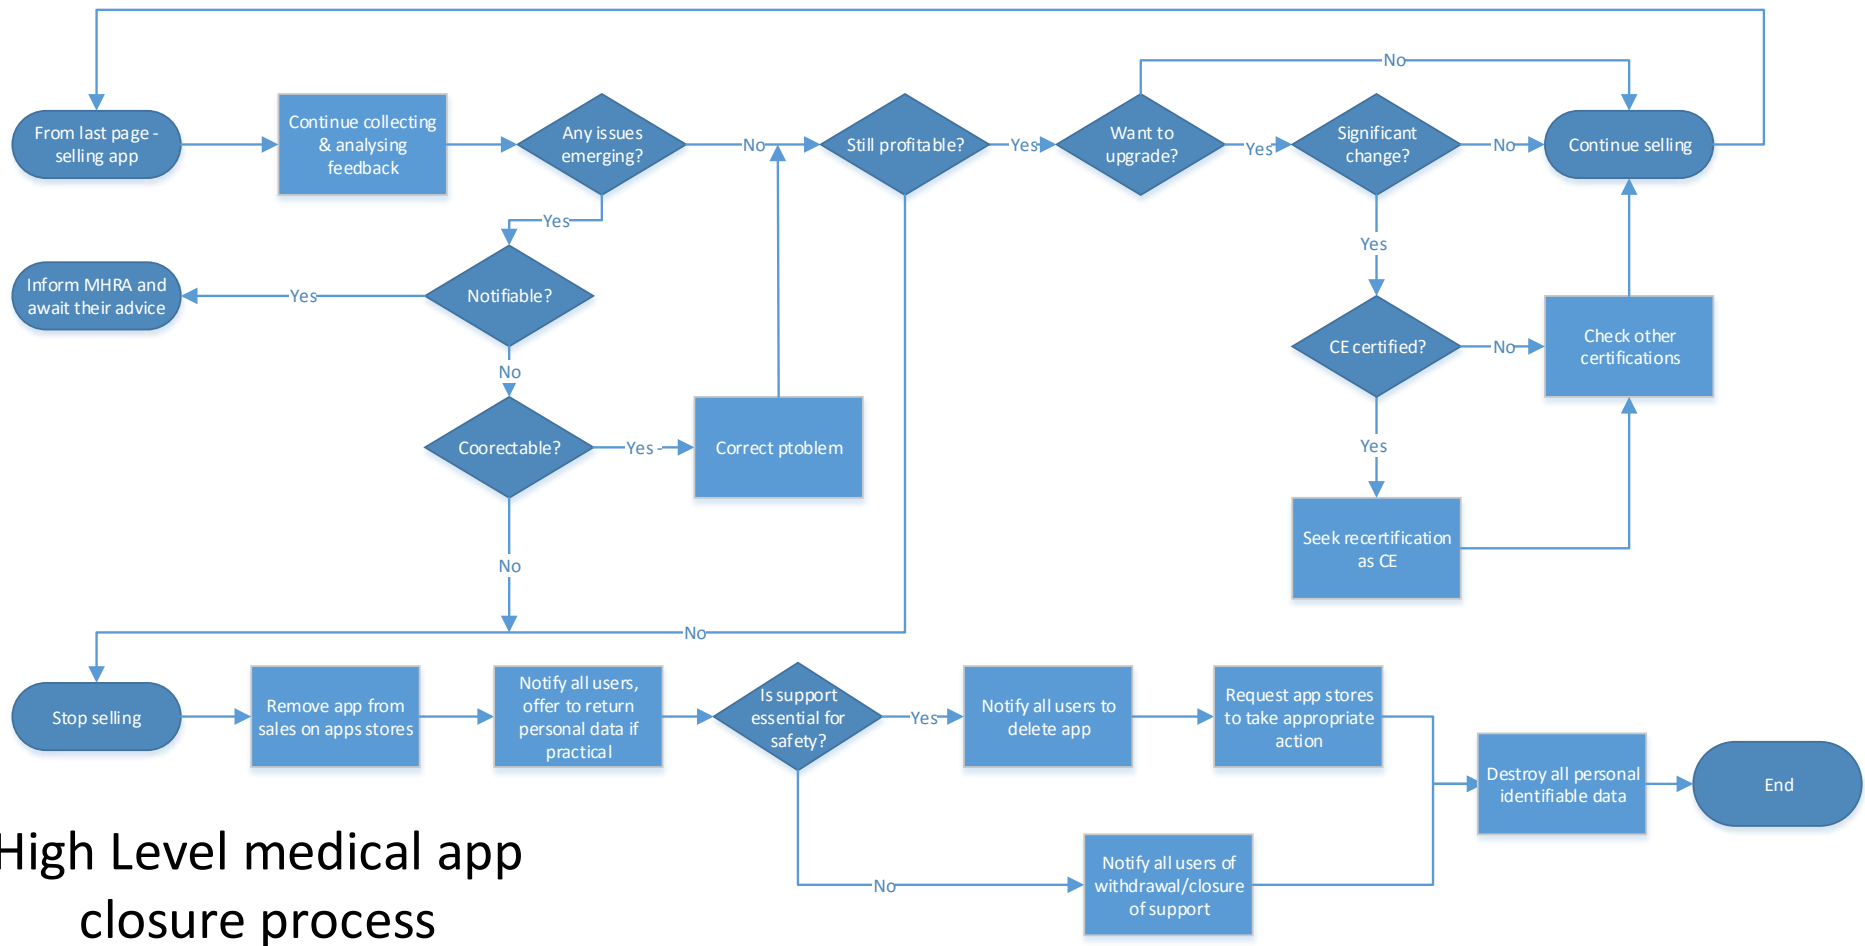 No
From last page -
selling app
Continue collecting
& analysing
feedback
Any issues
emerging?
No
Still profitable?
Yes
Want to
upgrade?
Yes
Significant
change?
No
Continue selling
Yes
Yes
Inform MHRA and
await their advice
Yes
Notifiable?
No
CE certified?
No
Check other
certifications
Coorectable?
Yes -
Correct ptoblem
Yes
No
Seek recertification
as CE
No
Stop selling
Remove app from
sales on apps stores
Notify all users,
offer to return
personal data if
practical
Is support
essential for
safety?
Yes
Notify all users to
delete app
Request app stores
to take appropriate
action
Destroy all personal
identifiable data
End
No
Notify all users of
withdrawal/closure
of support
High Level medical app
closure process